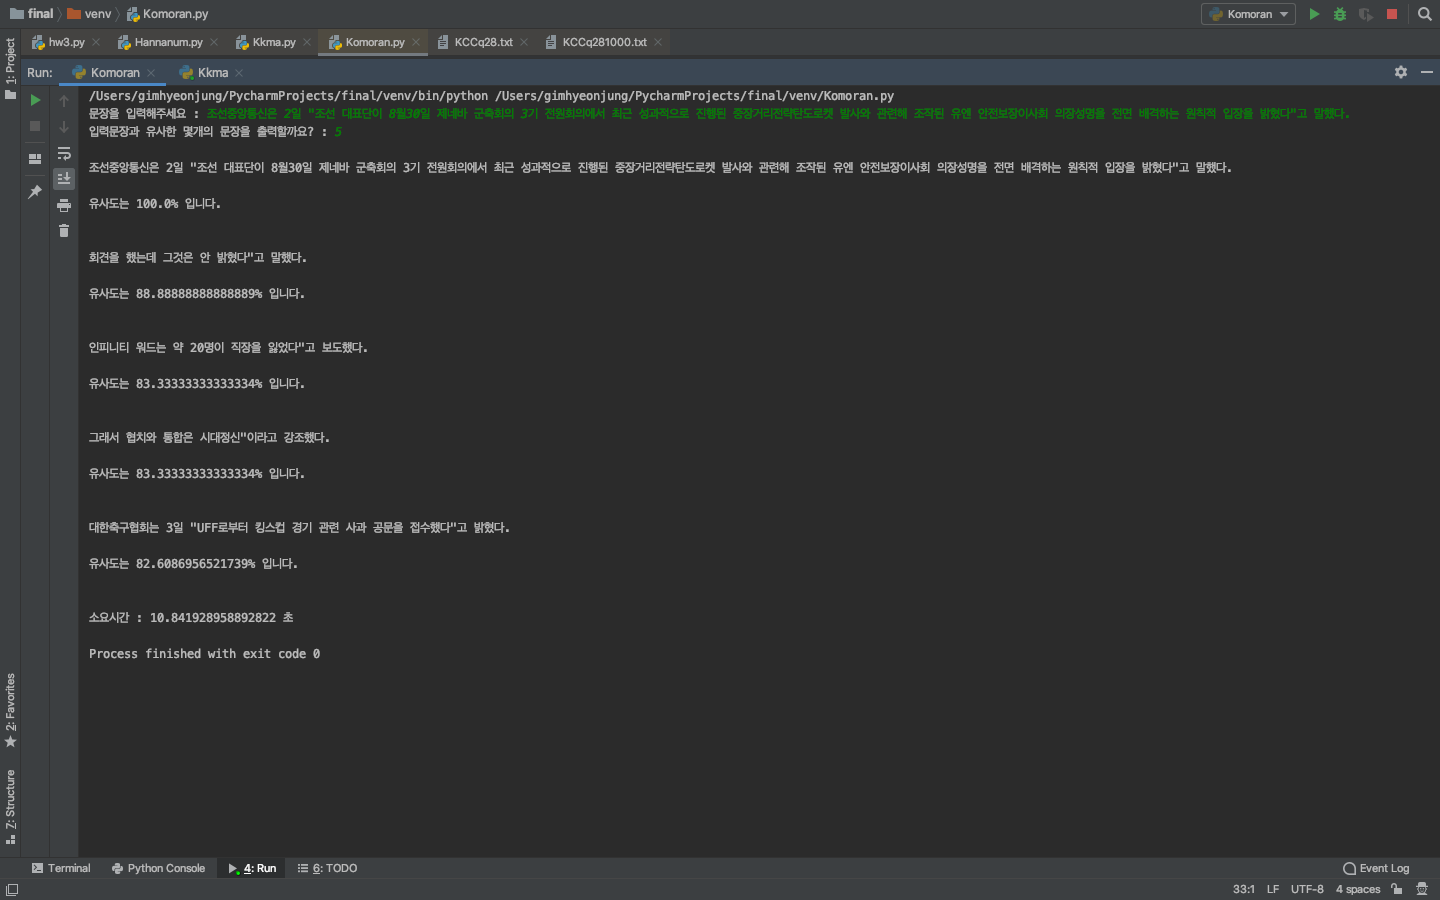 final venv Komoran.py
Komoran
hw3.py Hannanum.py Kkma.py Komoran.py KCCq28.txt KCCq281000.txt
Run: Komoran Kkma
1: Project
/Users/gimhyeonjung/PycharmProjects/final/venv/bin/python /Users/gimhyeonjung/PycharmProjects/final/venv/Komoran.py
문장을 입력해주세요 : 조선중앙통신은 2일 "조선 대표단이 8월30일 제네바 군축회의 3기 전원회의에서 최근 성과적으로 진행된 중장거리전략탄도로켓 발사와 관련해 조작된 유엔 안전보장이사회 의장성명을 전면 배격하는 원칙적 입장을 밝혔다"고 말했다.
입력문장과 유사한 몇개의 문장을 출력할까요? : 5
조선중앙통신은 2일 "조선 대표단이 8월30일 제네바 군축회의 3기 전원회의에서 최근 성과적으로 진행된 중장거리전략탄도로켓 발사와 관련해 조작된 유엔 안전보장이사회 의장성명을 전면 배격하는 원칙적 입장을 밝혔다"고 말했다.
유사도는 100.0% 입니다.
회견을 했는데 그것은 안 밝혔다"고 말했다.
유사도는 88.88888888888889% 입니다.
인피니티 워드는 약 20명이 직장을 잃었다"고 보도했다.
유사도는 83.33333333333334% 입니다.
그래서 협치와 통합은 시대정신"이라고 강조했다.
유사도는 83.33333333333334% 입니다.
대한축구협회는 3일 "UFF로부터 킹스컵 경기 관련 사과 공문을 접수했다"고 밝혔다.
유사도는 82.6086956521739% 입니다.
소요시간 : 10.841928958892822 초
Process finished with exit code 0
2: Favorites
7: Structure
Terminal Python Console 4: Run 6: TODO Event Log
33:1 LF UTF-8 4 spaces